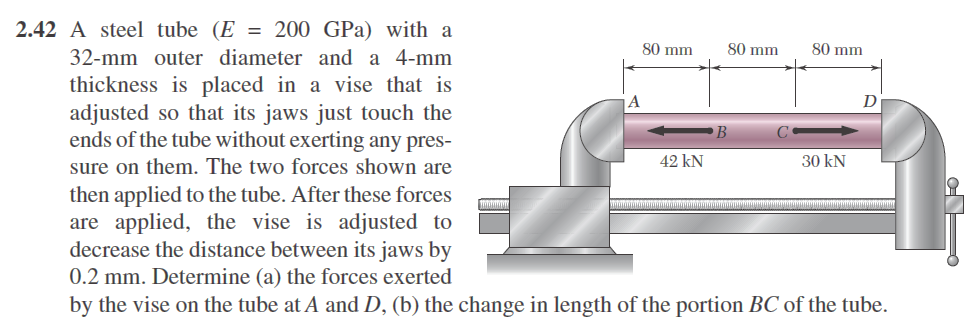 2.42 A steel tube (E = 200 GPa) with a
32-mm outer diameter and a 4-mm
thickness is placed in a vise that is
adjusted so that its jaws just touch the
ends of the tube without exerting any pres-
sure on them. The two forces shown are
then applied to the tube. After these forces
are applied, the vise is adjusted to
decrease the distance between its jaws by
0.2 mm. Determine (a) the forces exerted
by the vise on the tube at A and D, (b) the change in length of the portion BC of the tube.
80 mm 80 mm 80 mm
A D
B C
42 kN 30 kN